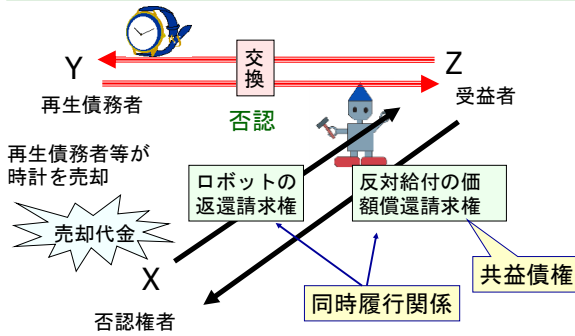 Y
交
換
Z
再生債務者
否認
受益者
再生債務者等が
時計を売却
ロボットの
返還請求権
反対給付の価
額償還請求権
売却代金
X
共益債権
同時履行関係
否認権者